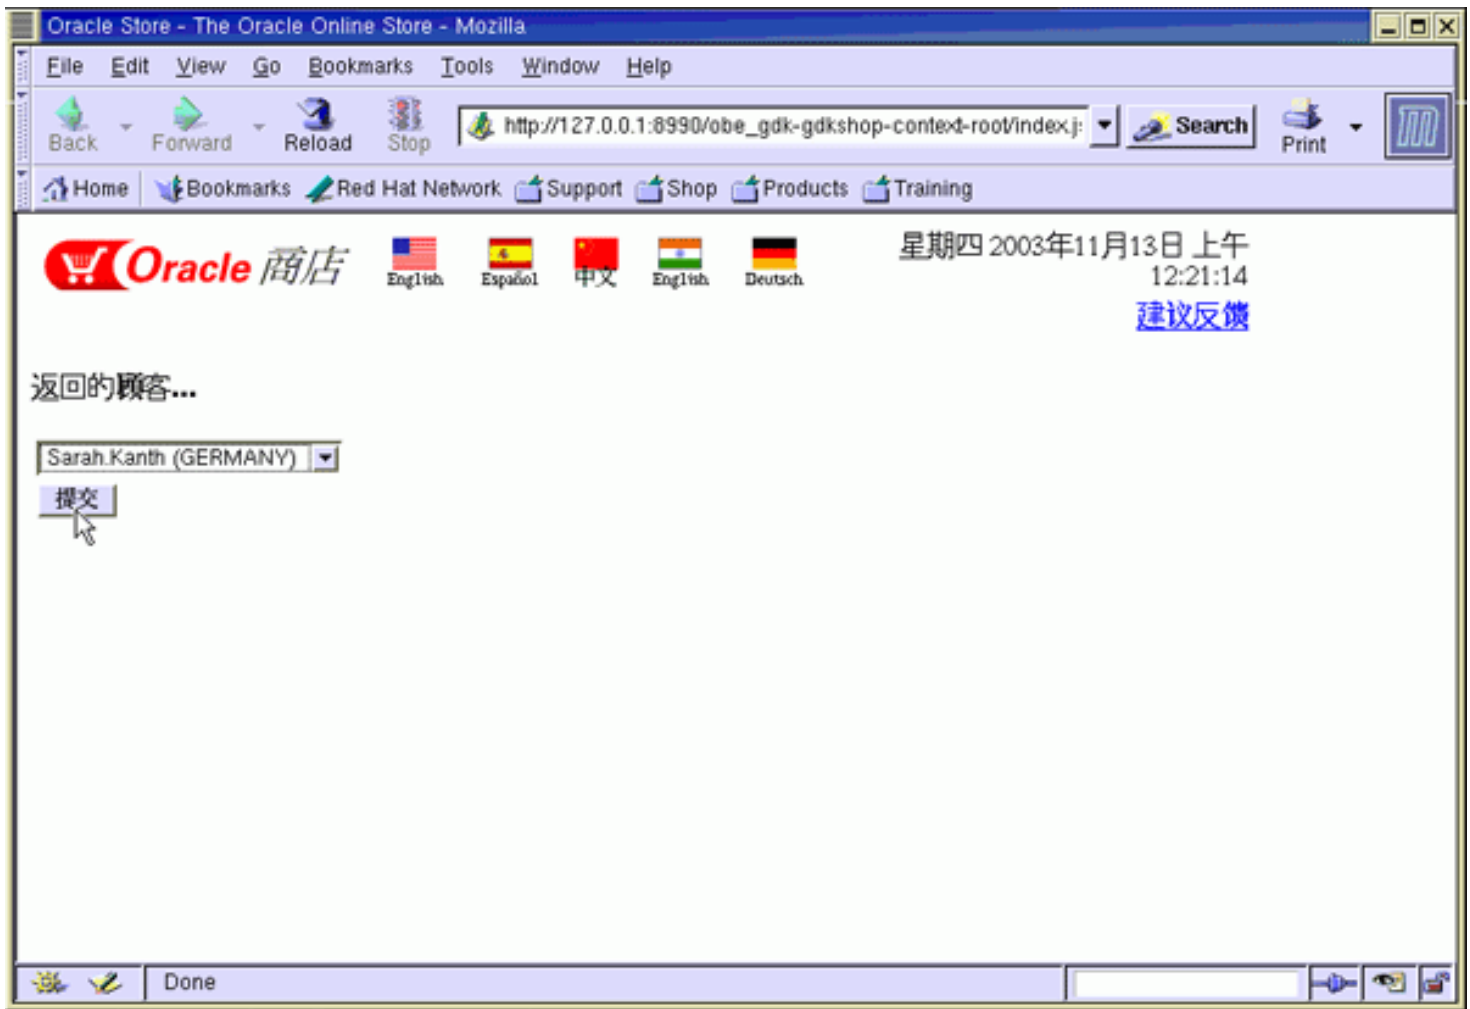 Oracle Store - The Oracle Online Store - Mozilla
File Edit View Go Bookmarks Tools Window Help
Back Forward Reload Stop http://127.0.0.1:8990/obe_gdk-gdkshop-context-root/index.j Search Print
Home Bookmarks Red Hat Network Support Shop Products Training
Oracle 商店 English Español 中文 English Deutsch
星期四 2003年11月13日 上午
12:21:14
建议反馈
返回的顾客...
Sarah.Kanth (GERMANY)
提交
Done